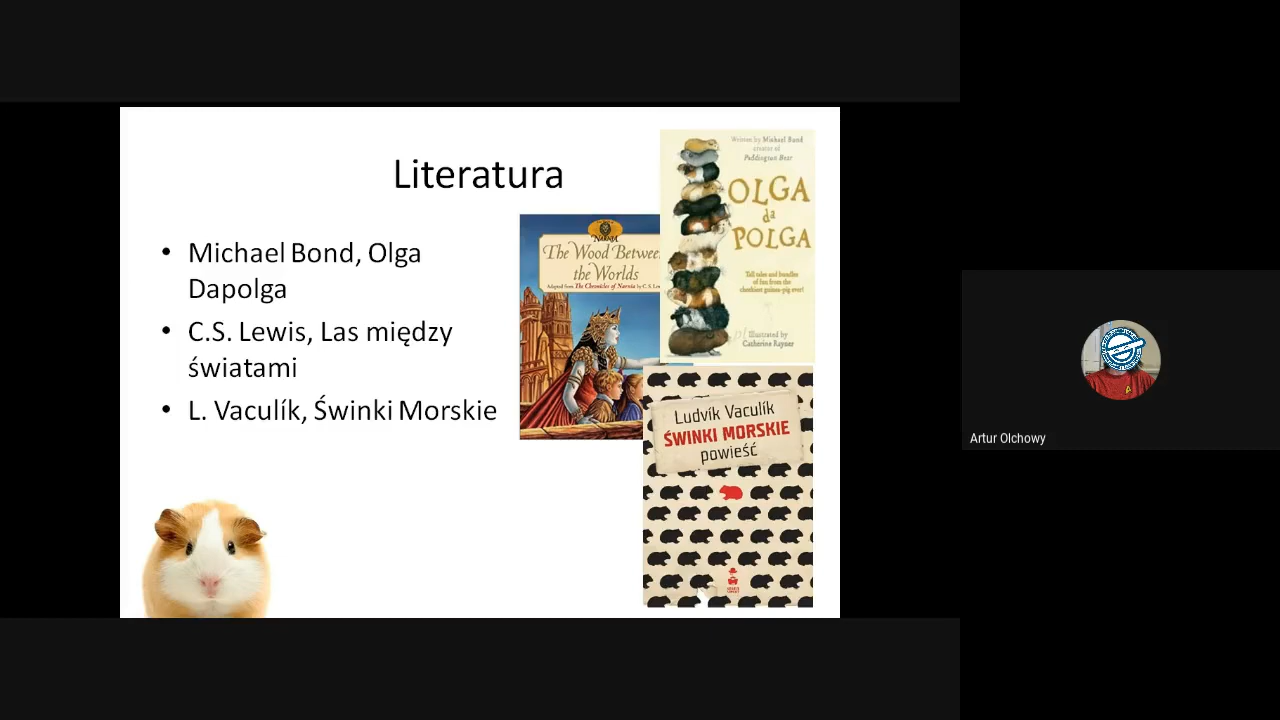 Literatura
• Michael Bond, Olga
Dapolga
• C.S. Lewis, Las między
światami
• L. Vaculík, Świnki Morskie
NARNIA
The Wood Between
the Worlds
Adapted from The Chronicles of Narnia by C.S. Lew
Written by Michael Bond
creator of
Paddington Bear
OLGA
da
POLGA
Tall tales and bundles
of fun from the
cheekiest guinea-pig ever!
Illustrated by
Catherine Rayner
Ludvík Vaculík
ŚWINKI MORSKIE
powieść
Artur Olchowy